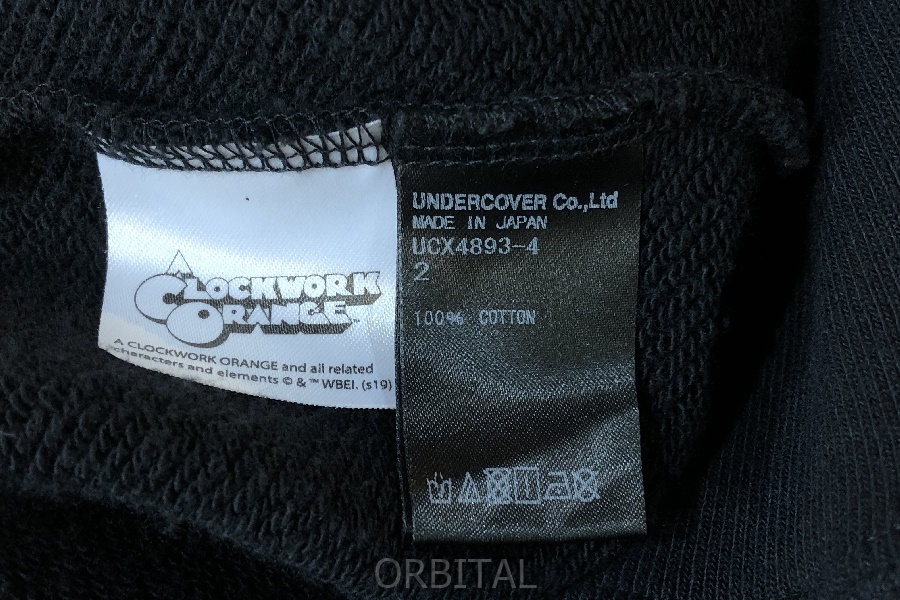 A CLOCKWORK
ORANGE
A CLOCKWORK ORANGE and all related
characters and elements © & ™ WBEI. (s19)
UNDERCOVER Co.,Ltd
MADE IN JAPAN
UCX4893-4
2
100% COTTON
ORBITAL